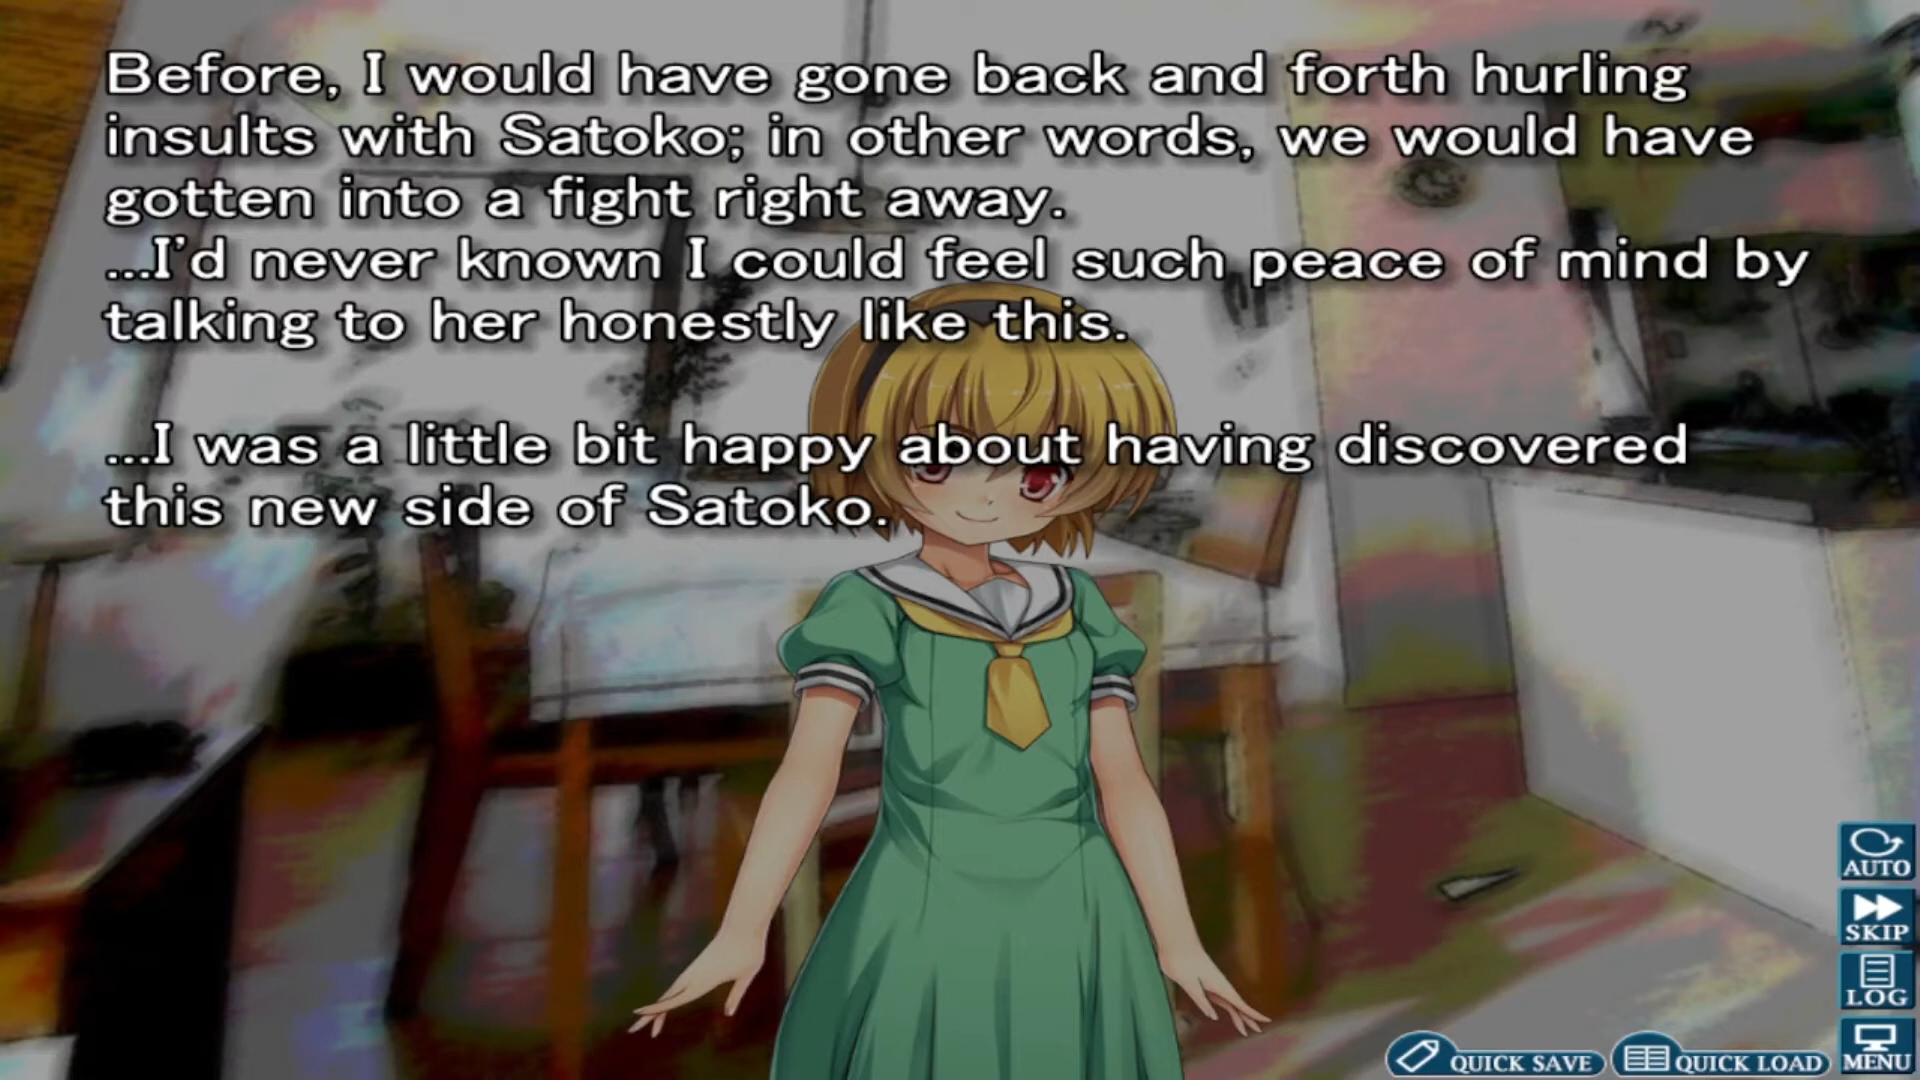 Before, I would have gone back and forth hurling
insults with Satoko; in other words, we would have
gotten into a fight right away.
...I'd never known I could feel such peace of mind by
talking to her honestly like this.
...I was a little bit happy about having discovered
this new side of Satoko.
AUTO
SKIP
LOG
MENU
QUICK SAVE
QUICK LOAD